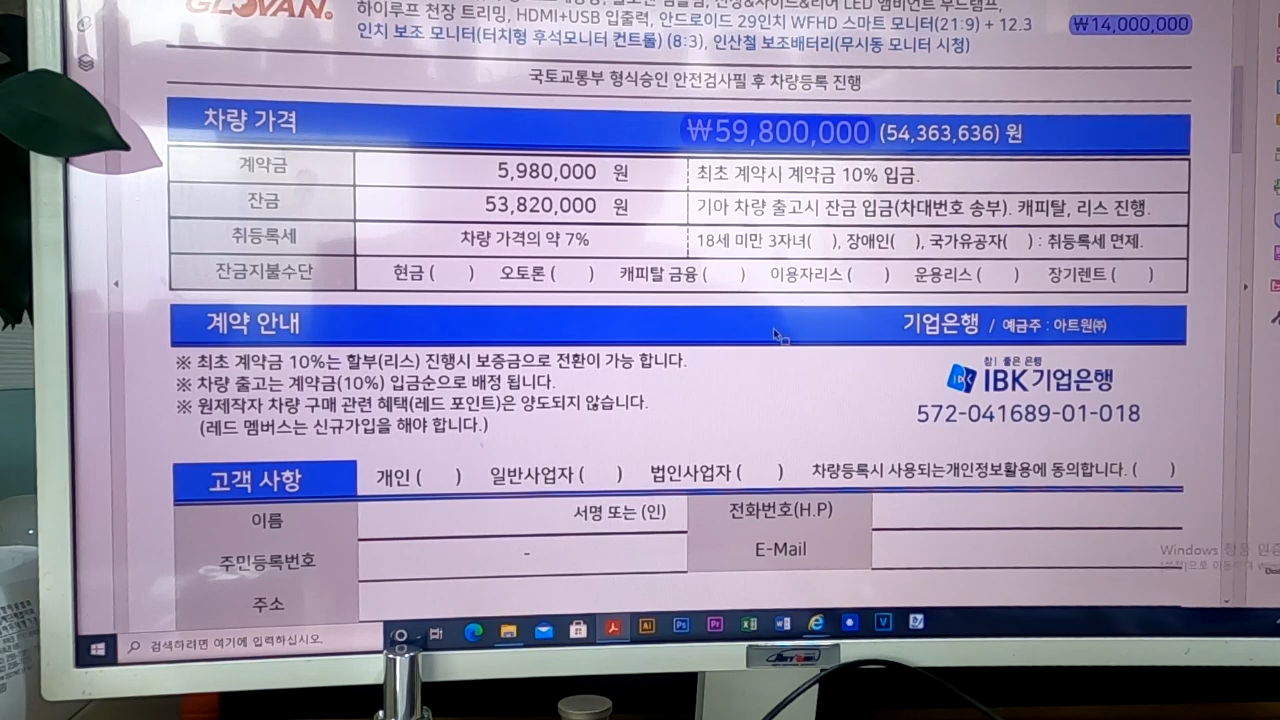 GLOVAN.
하이루프 천장 트리밍, HDMI+USB 입출력, 안드로이드 29인치 WFHD 스마트 모니터(21:9) + 12.3
인치 보조 모니터(터치형 후석모니터 컨트롤) (8:3), 인산철 보조배터리(무시동 모니터 시청)
₩14,000,000
국토교통부 형식승인 안전검사필 후 차량등록 진행
차량 가격 ₩59,800,000 (54,363,636) 원
계약금 5,980,000 원 최초 계약시 계약금 10% 입금.
잔금 53,820,000 원 기아 차량 출고시 잔금 입금(차대번호 송부). 캐피탈, 리스 진행.
취등록세 차량 가격의 약 7% 18세 미만 3자녀( ), 장애인( ), 국가유공자( ) : 취등록세 면제.
잔금지불수단 현금 ( ) 오토론 ( ) 캐피탈 금융 ( ) 이용자리스 ( ) 운용리스 ( ) 장기렌트 ( )
계약 안내 기업은행 / 예금주 : 아트원㈜
※ 최초 계약금 10%는 할부(리스) 진행시 보증금으로 전환이 가능 합니다.
※ 차량 출고는 계약금(10%) 입금순으로 배정 됩니다.
※ 원제작자 차량 구매 관련 혜택(레드 포인트)은 양도되지 않습니다.
(레드 멤버스는 신규가입을 해야 합니다.)
참! 좋은 은행
IBK기업은행
572-041689-01-018
고객 사항 개인 ( ) 일반사업자 ( ) 법인사업자 ( ) 차량등록시 사용되는개인정보활용에 동의합니다. ( )
이름 서명 또는 (인) 전화번호(H.P)
주민등록번호 - E-Mail
주소
Windows 정품 인증
검색하려면 여기에 입력하십시오.